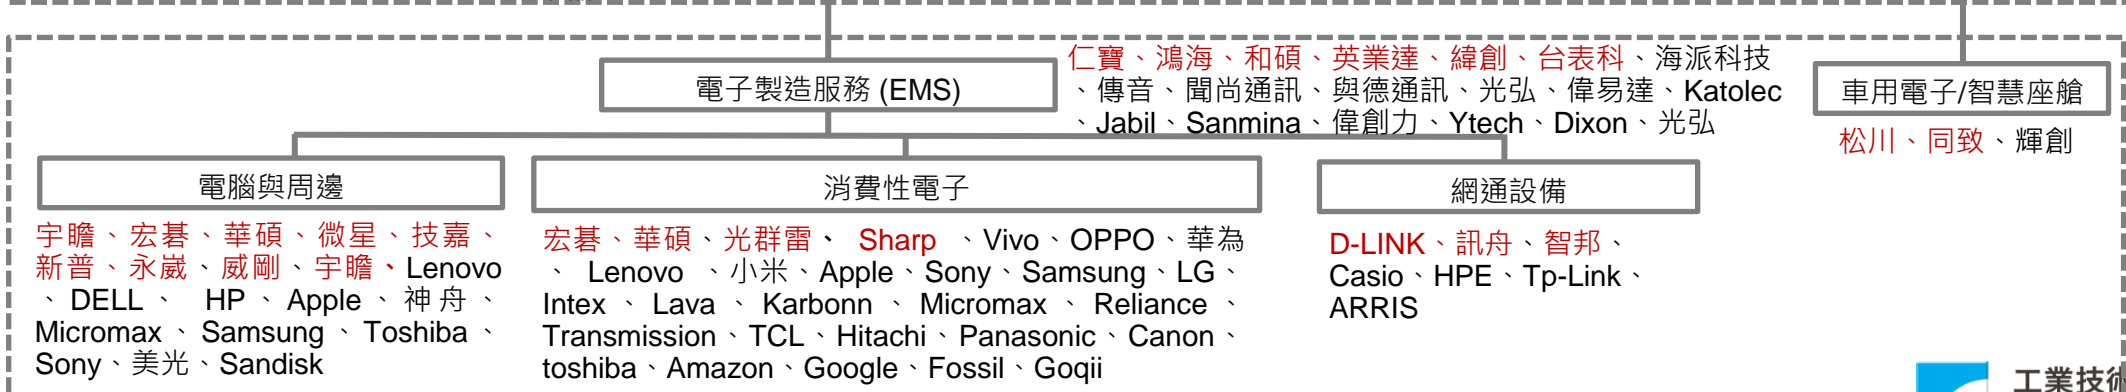 電子製造服務 (EMS)
仁寶、鴻海、和碩、英業達、緯創、台表科、海派科技
、傳音、聞尚通訊、與德通訊、光弘、偉易達、Katolec
、Jabil、Sanmina、偉創力、Ytech、Dixon、光弘
車用電子/智慧座艙
松川、同致、輝創
電腦與周邊
宇瞻、宏碁、華碩、微星、技嘉、
新普、永崴、威剛、宇瞻、Lenovo
、DELL、 HP、Apple、神舟、
Micromax、Samsung、Toshiba、
Sony、美光、Sandisk
消費性電子
宏碁、華碩、光群雷、 Sharp 、Vivo、OPPO、華為
、 Lenovo 、小米、Apple、Sony、Samsung、LG、
Intex 、 Lava 、 Karbonn 、 Micromax 、 Reliance 、
Transmission、TCL、Hitachi、Panasonic、Canon、
toshiba、Amazon、Google、Fossil、Goqii
網通設備
D-LINK、訊舟、智邦、
Casio、HPE、Tp-Link、
ARRIS
工業技術